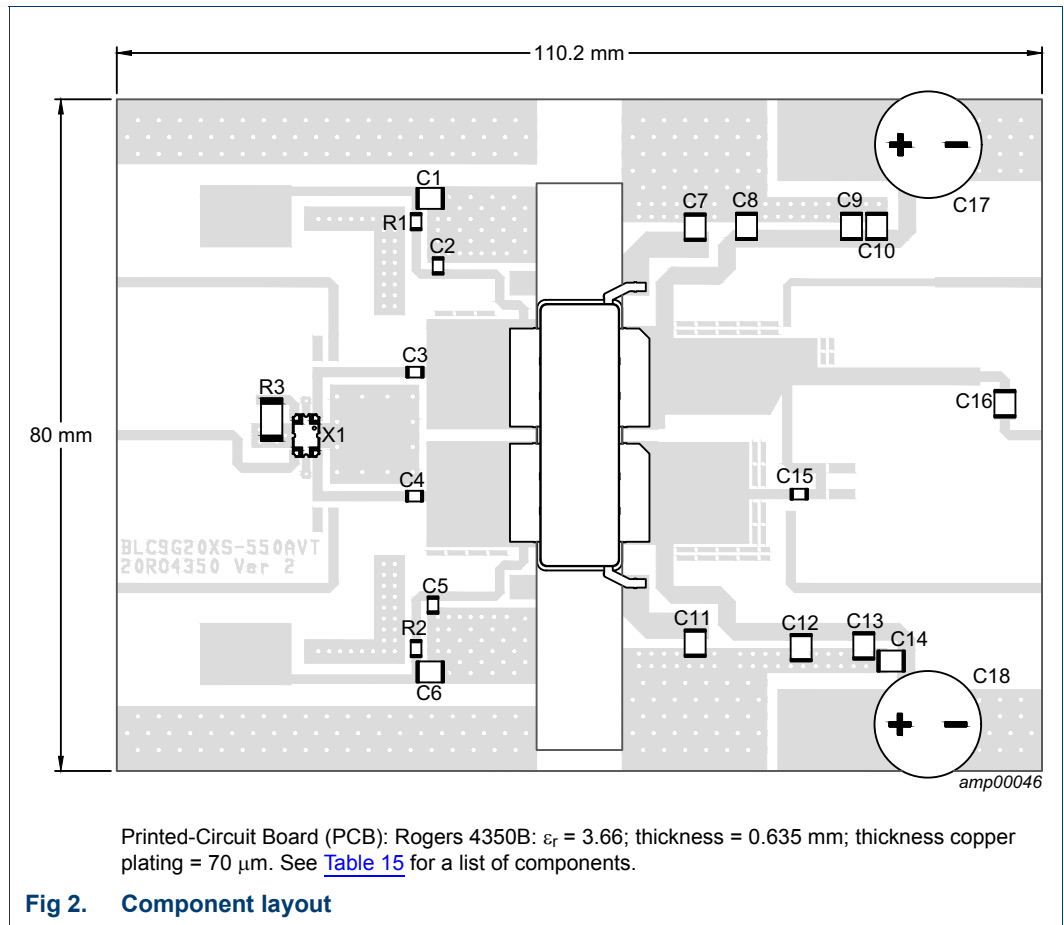 110.2 mm
80 mm
C1
R1
C2
C3
R3
X1
C4
C5
R2
C6
C7
C8
C9
C10
C17
+ −
C16
C15
C11
C12
C13
C14
C18
+ −
BLC9G20XS-550AVT
20RO4350 Ver 2
amp00046
Printed-Circuit Board (PCB): Rogers 4350B: εr = 3.66; thickness = 0.635 mm; thickness copper
plating = 70 μm. See Table 15 for a list of components.
Fig 2. Component layout